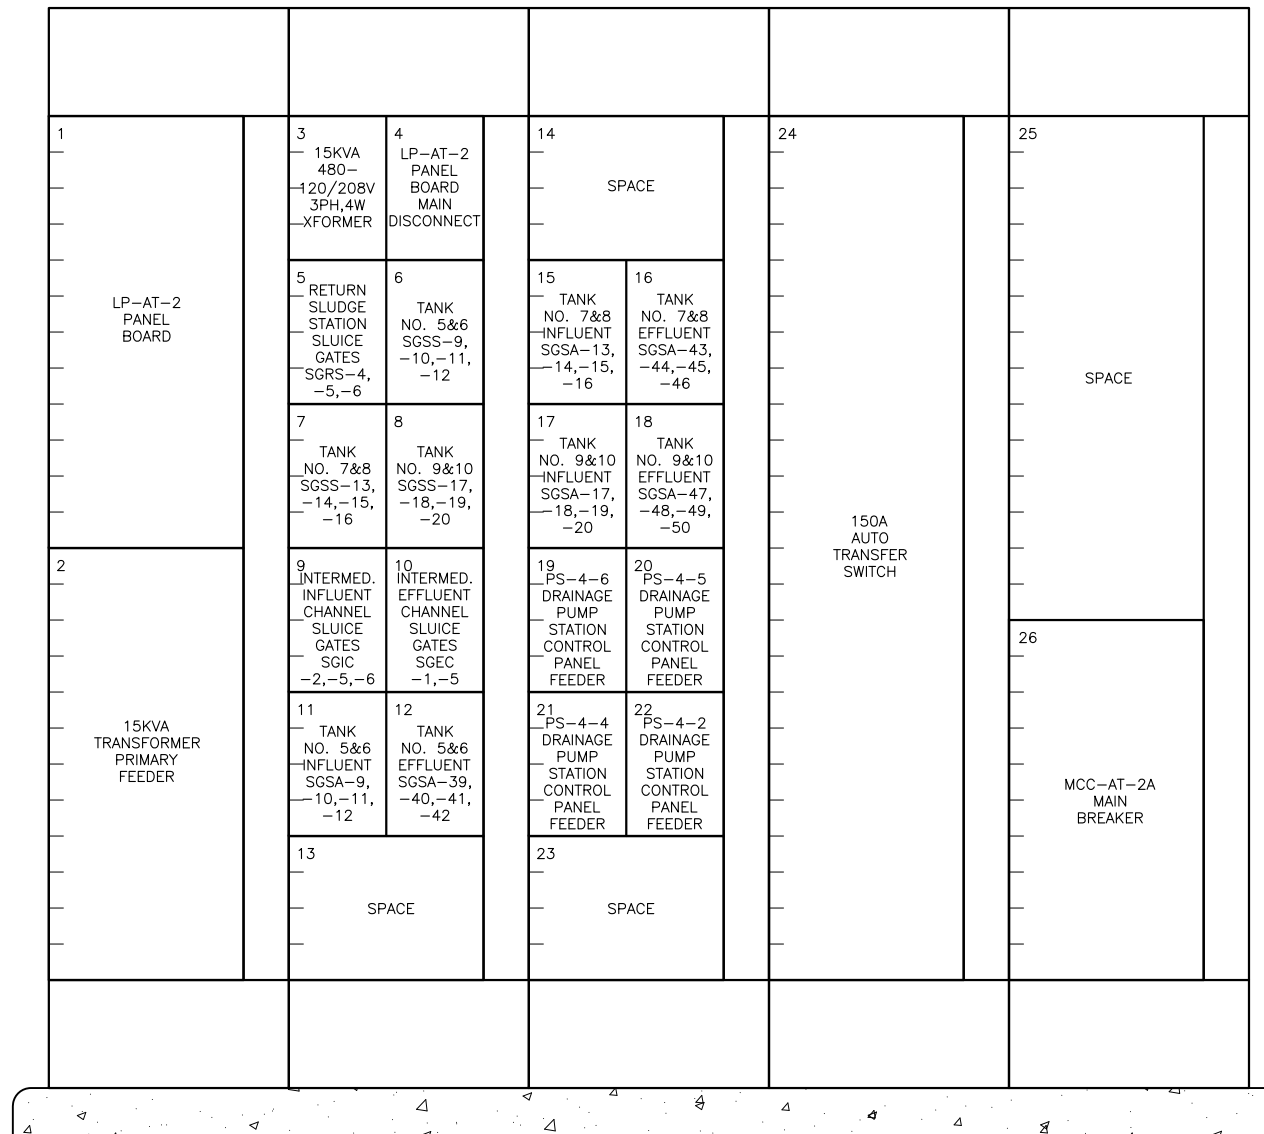 1
LP-AT-2
PANEL
BOARD
2
15KVA
TRANSFORMER
PRIMARY
FEEDER
3
15KVA
480-
120/208V
3PH,4W
XFORMER
4
LP-AT-2
PANEL
BOARD
MAIN
DISCONNECT
5
RETURN
SLUDGE
STATION
SLUICE
GATES
SGRS-4,
-5,-6
6
TANK
NO. 5&6
SGSS-9,
-10,-11,
-12
7
TANK
NO. 7&8
SGSS-13,
-14,-15,
-16
8
TANK
NO. 9&10
SGSS-17,
-18,-19,
-20
9
INTERMED.
INFLUENT
CHANNEL
SLUICE
GATES
SGIC
-2,-5,-6
10
INTERMED.
EFFLUENT
CHANNEL
SLUICE
GATES
SGEC
-1,-5
11
TANK
NO. 5&6
INFLUENT
SGSA-9,
-10,-11,
-12
12
TANK
NO. 5&6
EFFLUENT
SGSA-39,
-40,-41,
-42
13
SPACE
14
SPACE
15
TANK
NO. 7&8
INFLUENT
SGSA-13,
-14,-15,
-16
16
TANK
NO. 7&8
EFFLUENT
SGSA-43,
-44,-45,
-46
17
TANK
NO. 9&10
INFLUENT
SGSA-17,
-18,-19,
-20
18
TANK
NO. 9&10
EFFLUENT
SGSA-47,
-48,-49,
-50
19
PS-4-6
DRAINAGE
PUMP
STATION
CONTROL
PANEL
FEEDER
20
PS-4-5
DRAINAGE
PUMP
STATION
CONTROL
PANEL
FEEDER
21
PS-4-4
DRAINAGE
PUMP
STATION
CONTROL
PANEL
FEEDER
22
PS-4-2
DRAINAGE
PUMP
STATION
CONTROL
PANEL
FEEDER
23
SPACE
24
150A
AUTO
TRANSFER
SWITCH
25
SPACE
26
MCC-AT-2A
MAIN
BREAKER